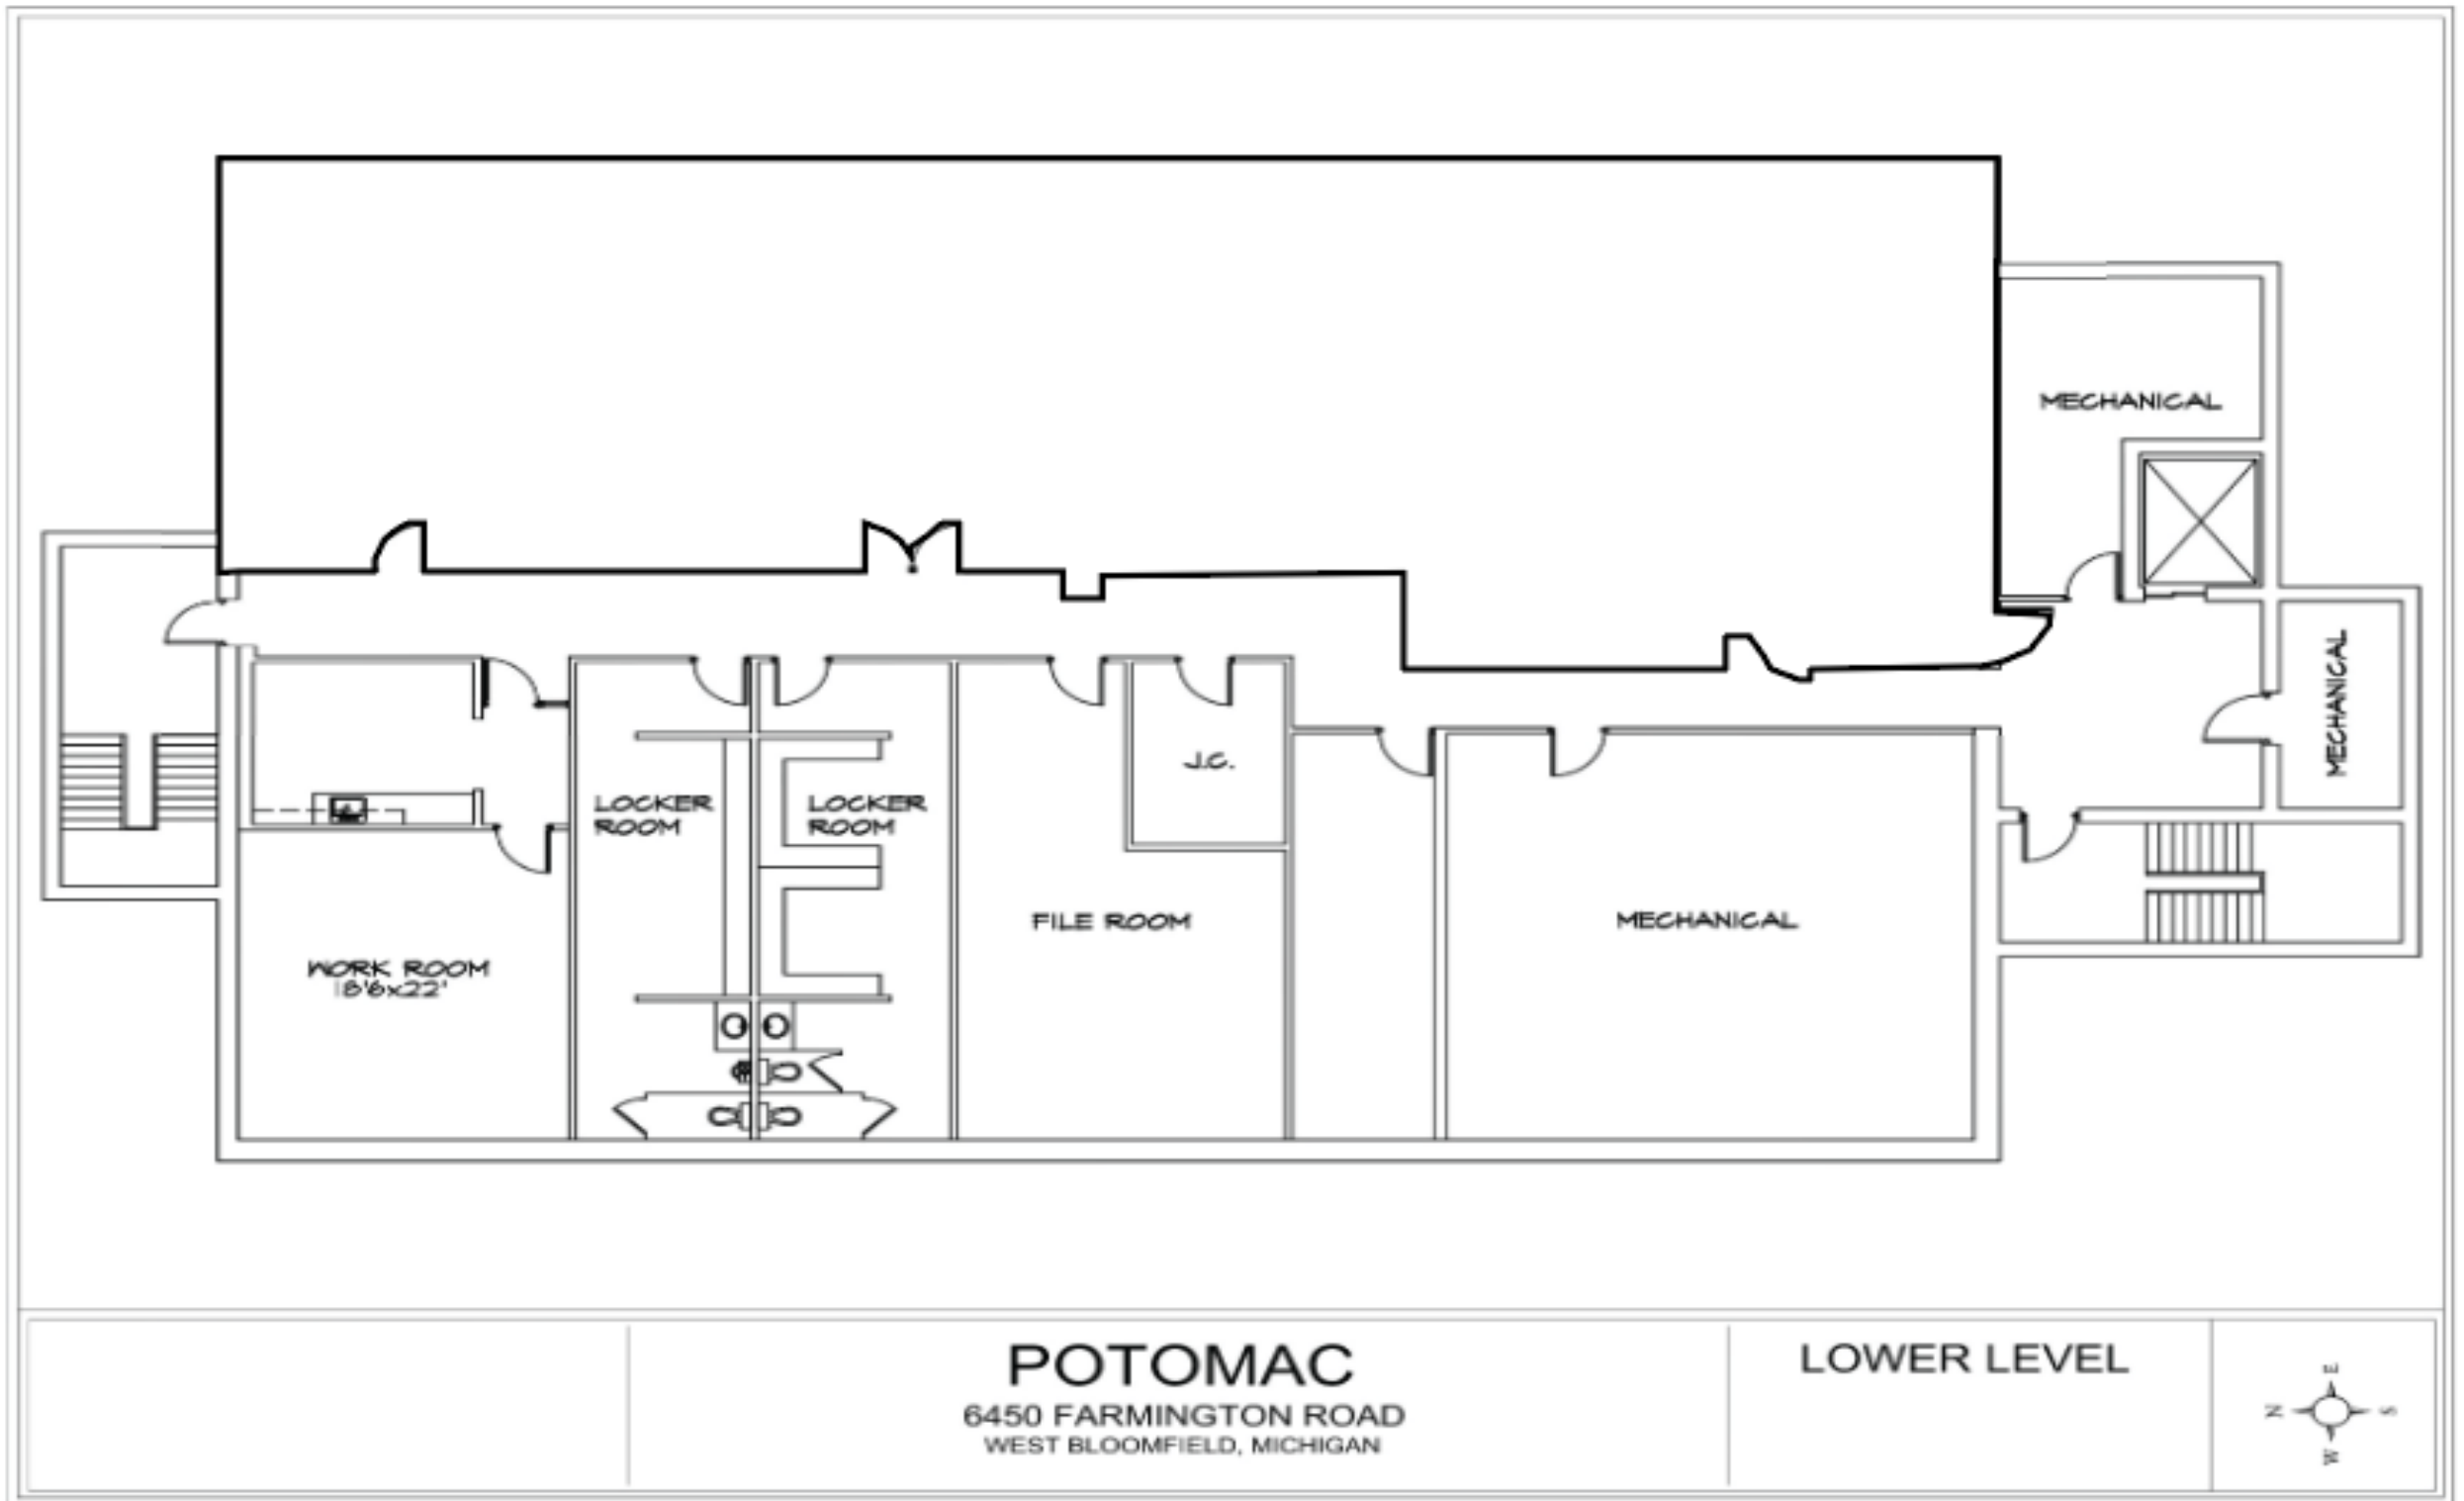 MECHANICAL
MECHANICAL
J.C.
LOCKER
ROOM
LOCKER
ROOM
FILE ROOM
MECHANICAL
WORK ROOM
18'6x22'
POTOMAC
6450 FARMINGTON ROAD
WEST BLOOMFIELD, MICHIGAN
LOWER LEVEL
E
N
S
W